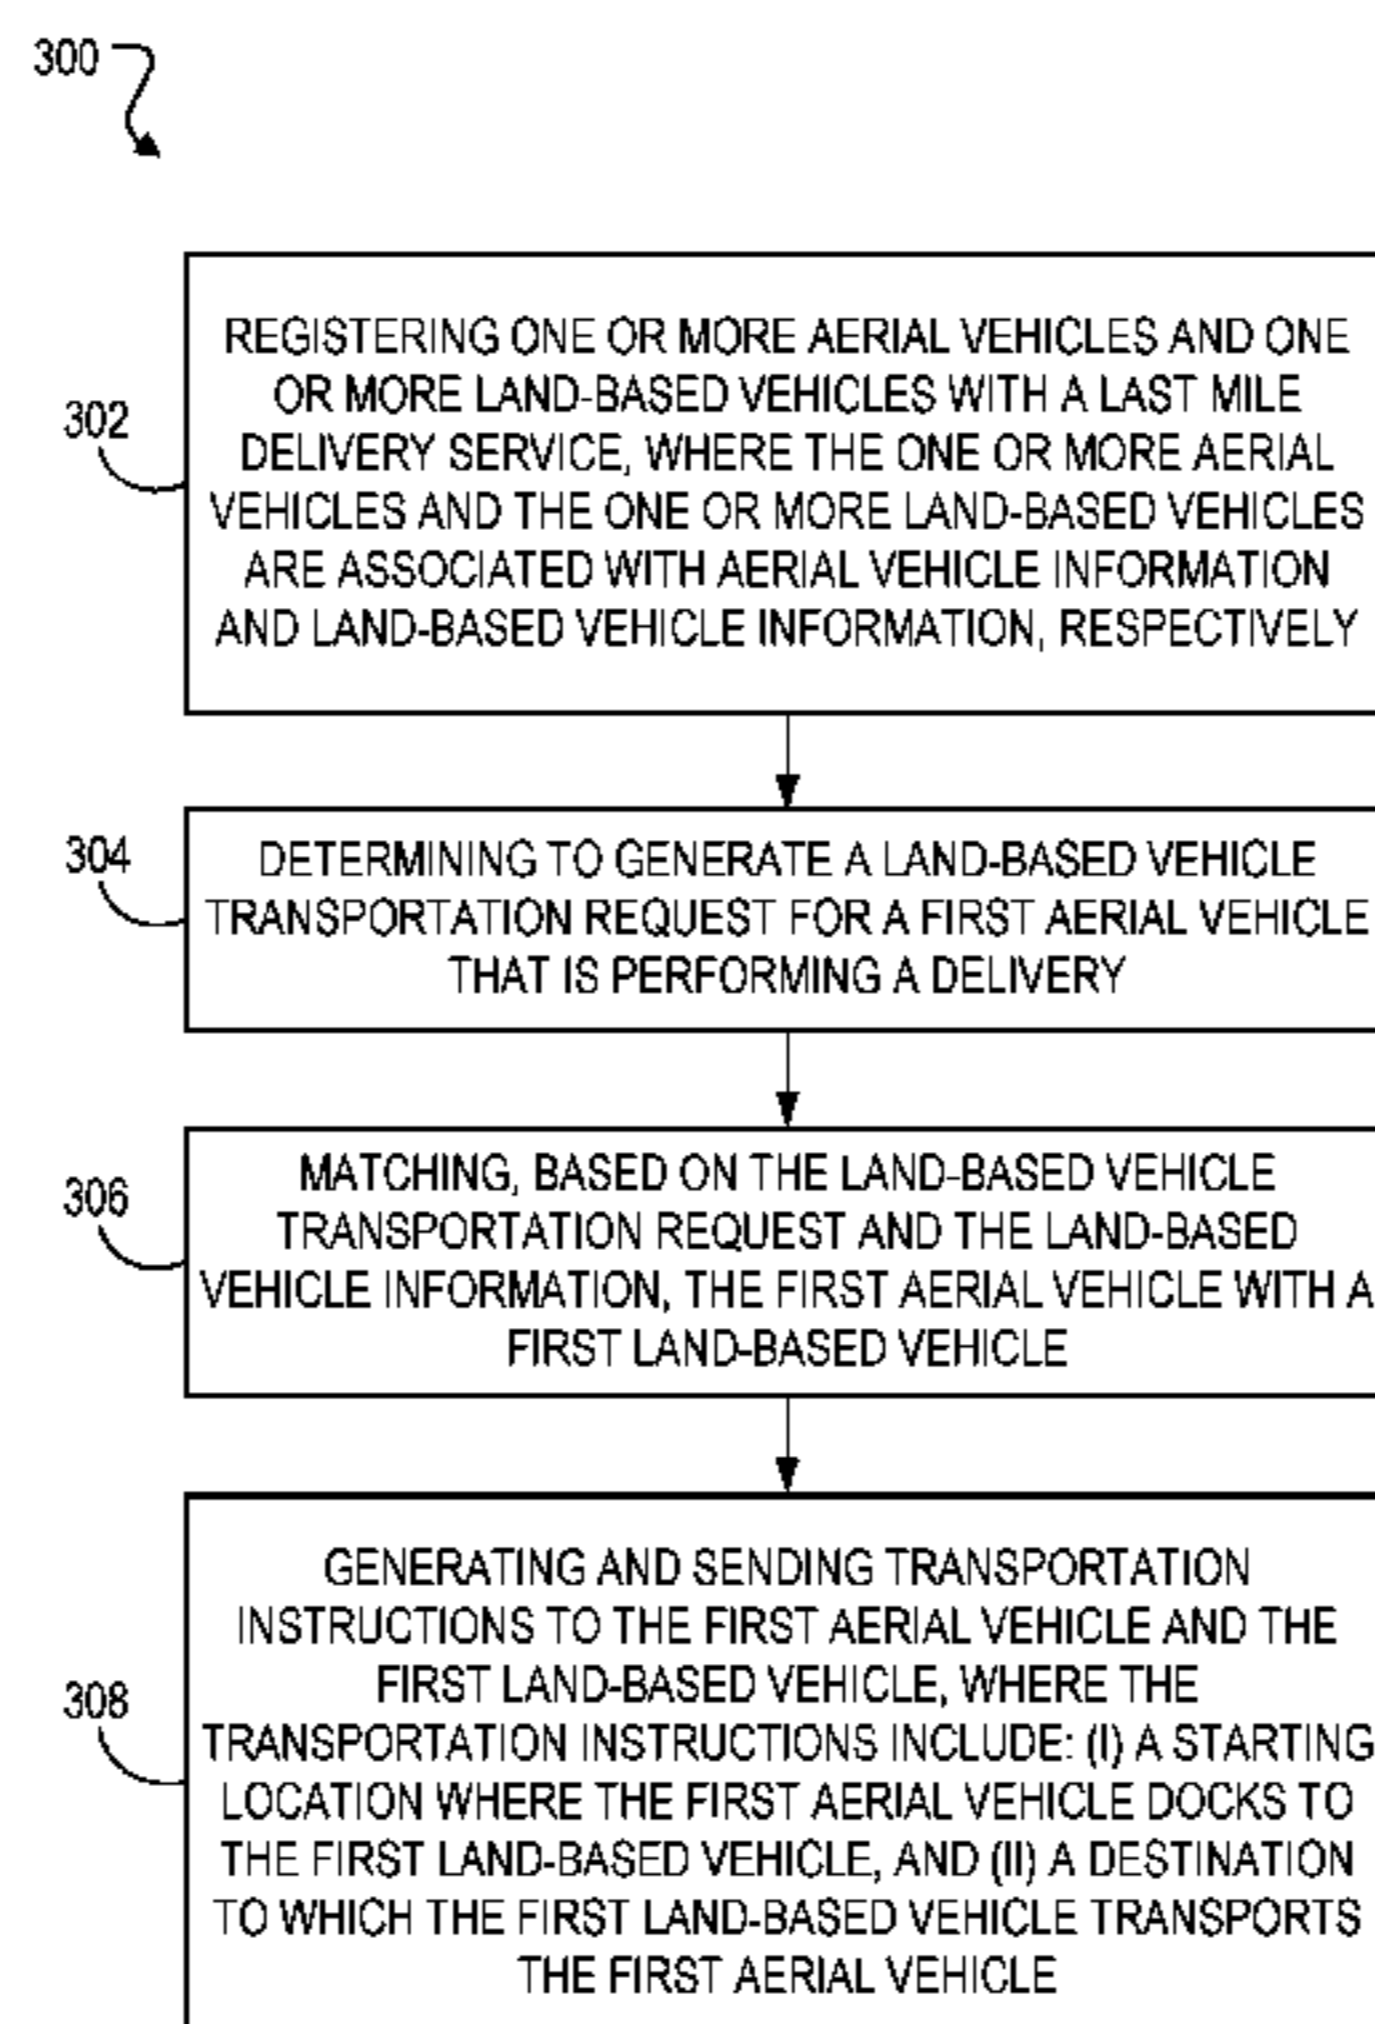 300
302
REGISTERING ONE OR MORE AERIAL VEHICLES AND ONE
OR MORE LAND-BASED VEHICLES WITH A LAST MILE
DELIVERY SERVICE, WHERE THE ONE OR MORE AERIAL
VEHICLES AND THE ONE OR MORE LAND-BASED VEHICLES
ARE ASSOCIATED WITH AERIAL VEHICLE INFORMATION
AND LAND-BASED VEHICLE INFORMATION, RESPECTIVELY
304
DETERMINING TO GENERATE A LAND-BASED VEHICLE
TRANSPORTATION REQUEST FOR A FIRST AERIAL VEHICLE
THAT IS PERFORMING A DELIVERY
306
MATCHING, BASED ON THE LAND-BASED VEHICLE
TRANSPORTATION REQUEST AND THE LAND-BASED
VEHICLE INFORMATION, THE FIRST AERIAL VEHICLE WITH A
FIRST LAND-BASED VEHICLE
308
GENERATING AND SENDING TRANSPORTATION
INSTRUCTIONS TO THE FIRST AERIAL VEHICLE AND THE
FIRST LAND-BASED VEHICLE, WHERE THE
TRANSPORTATION INSTRUCTIONS INCLUDE: (I) A STARTING
LOCATION WHERE THE FIRST AERIAL VEHICLE DOCKS TO
THE FIRST LAND-BASED VEHICLE, AND (II) A DESTINATION
TO WHICH THE FIRST LAND-BASED VEHICLE TRANSPORTS
THE FIRST AERIAL VEHICLE